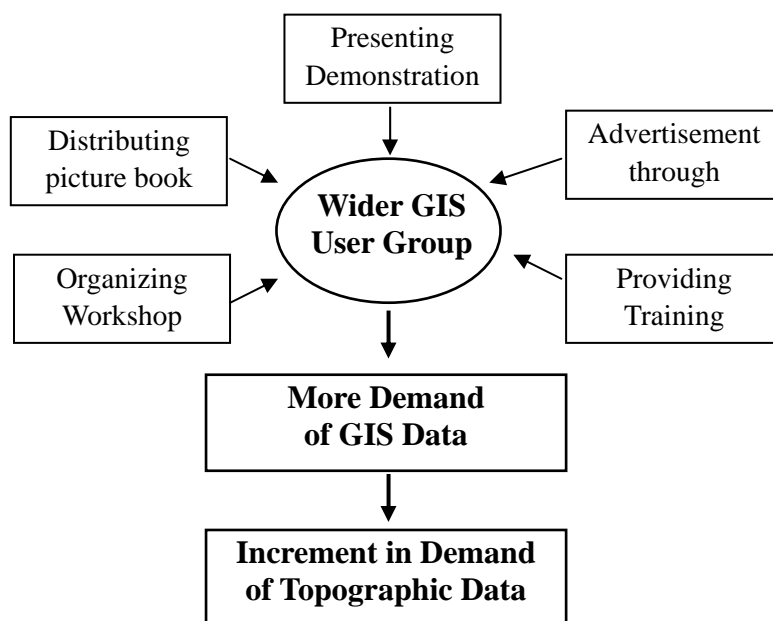 Presenting
Demonstration
Distributing
picture book
Advertisement
through
Wider GIS
User Group
Organizing
Workshop
Providing
Training
More Demand
of GIS Data
Increment in Demand
of Topographic Data